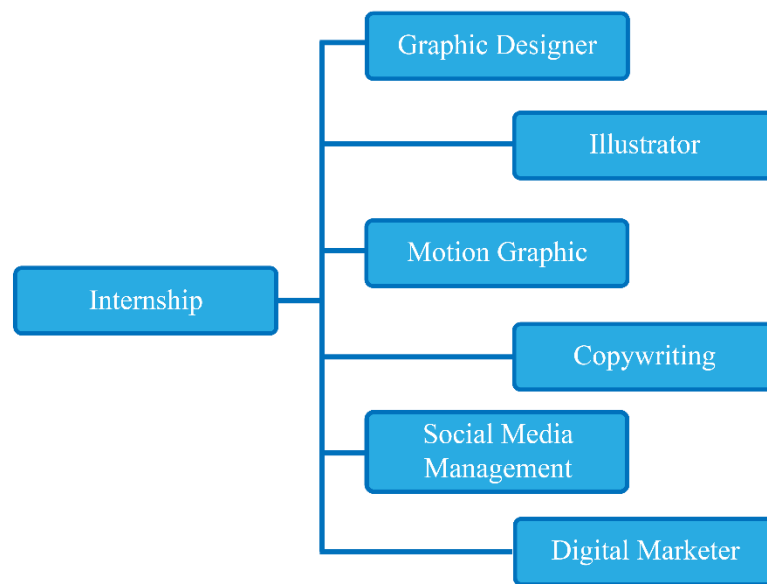 Graphic Designer
Illustrator
Motion Graphic
Internship
Copywriting
Social Media
Management
Digital Marketer